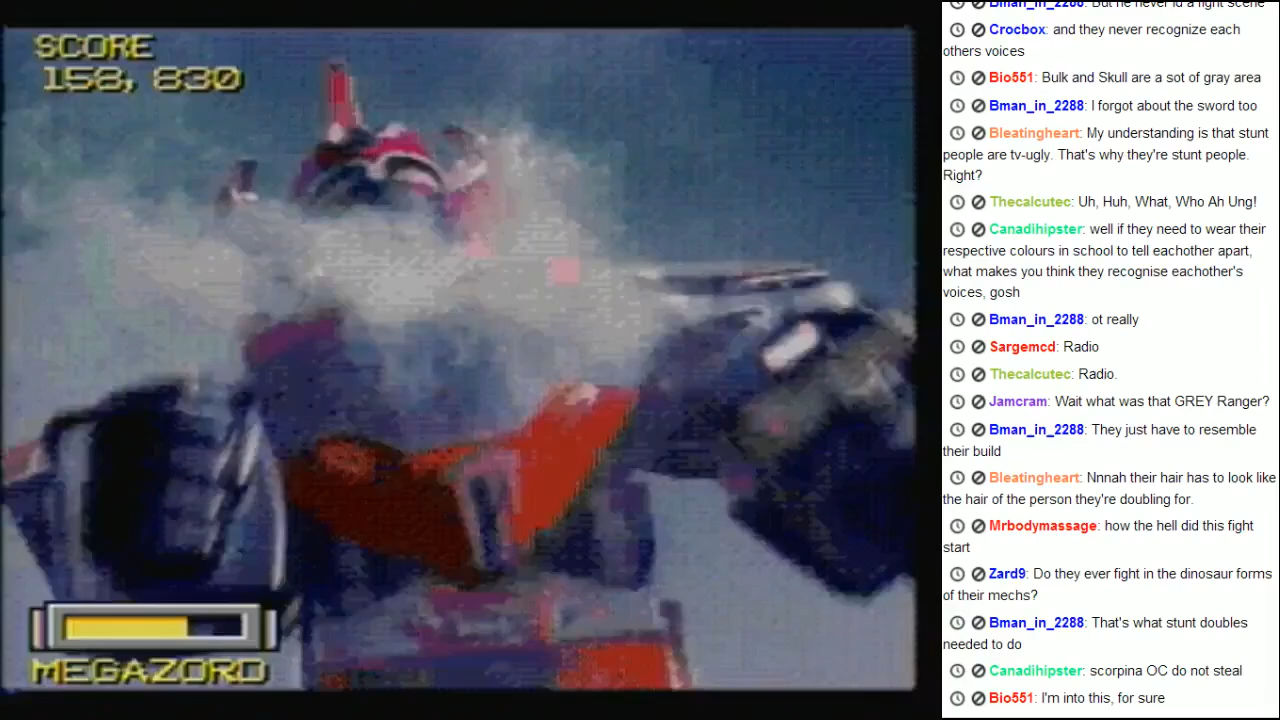 SCORE
158, 830
MEGAZORD
Bman_in_2288: But he never id a fight scene
Crocbox: and they never recognize each
others voices
Bio551: Bulk and Skull are a sot of gray area
Bman_in_2288: I forgot about the sword too
Bleatingheart: My understanding is that stunt
people are tv-ugly. That's why they're stunt people.
Right?
Thecalcutec: Uh, Huh, What, Who Ah Ung!
Canadihipster: well if they need to wear their
respective colours in school to tell eachother apart,
what makes you think they recognise eachother's
voices, gosh
Bman_in_2288: ot really
Sargemcd: Radio
Thecalcutec: Radio.
Jamcram: Wait what was that GREY Ranger?
Bman_in_2288: They just have to resemble
their build
Bleatingheart: Nnnah their hair has to look like
the hair of the person they're doubling for.
Mrbodymassage: how the hell did this fight
start
Zard9: Do they ever fight in the dinosaur forms
of their mechs?
Bman_in_2288: That's what stunt doubles
needed to do
Canadihipster: scorpina OC do not steal
Bio551: I'm into this, for sure